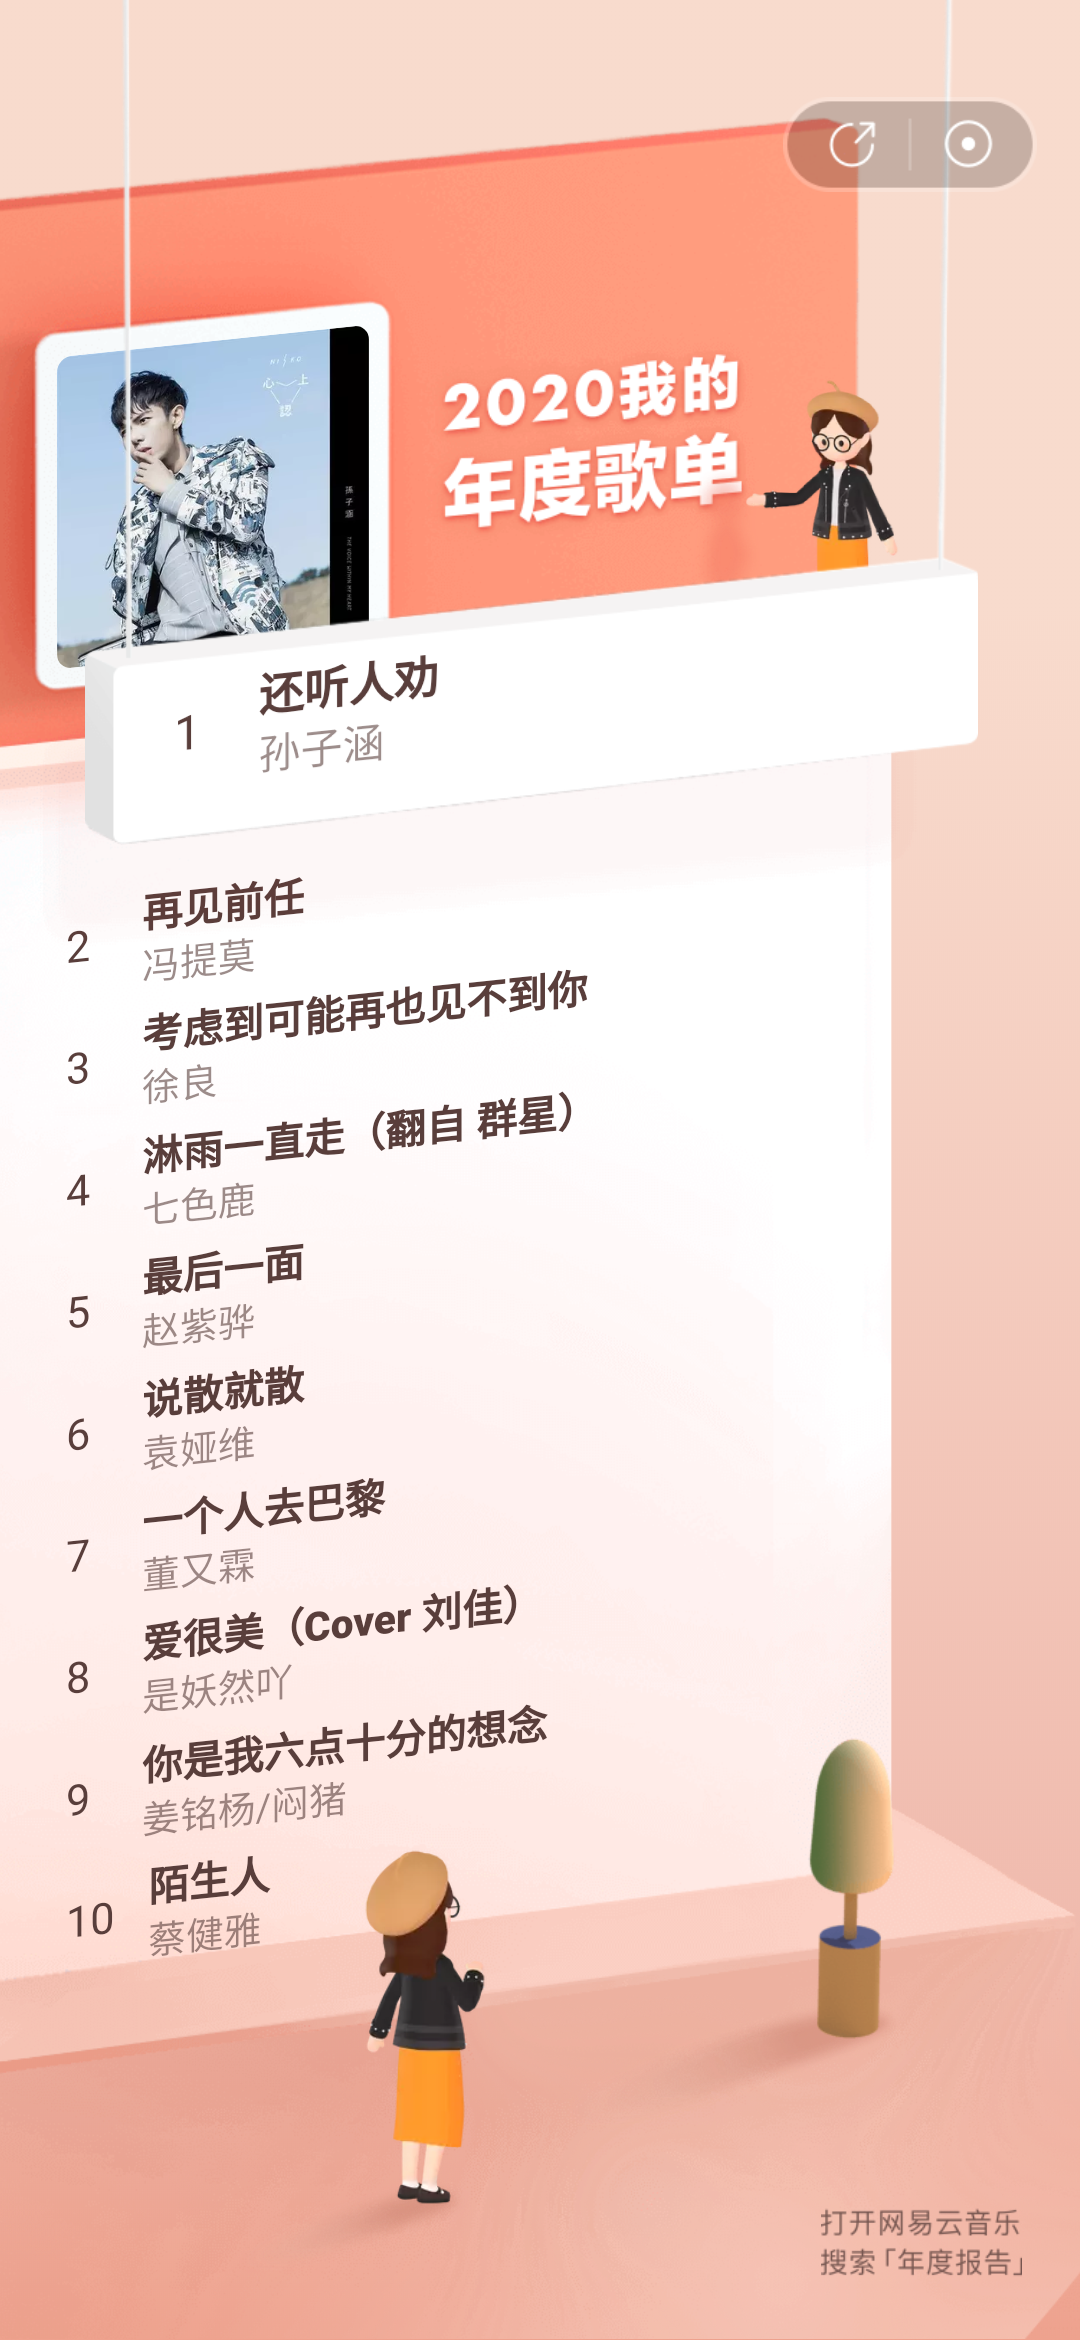 心上
認
孫子涵
2020我的
年度歌单
1
还听人劝
孙子涵
2
再见前任
冯提莫
3
考虑到可能再也见不到你
徐良
4
淋雨一直走（翻自 群星）
七色鹿
5
最后一面
赵紫骅
6
说散就散
袁娅维
7
一个人去巴黎
董又霖
8
爱很美（Cover 刘佳）
是妖然吖
9
你是我六点十分的想念
姜铭杨/闷猪
10
陌生人
蔡健雅
打开网易云音乐
搜索「年度报告」